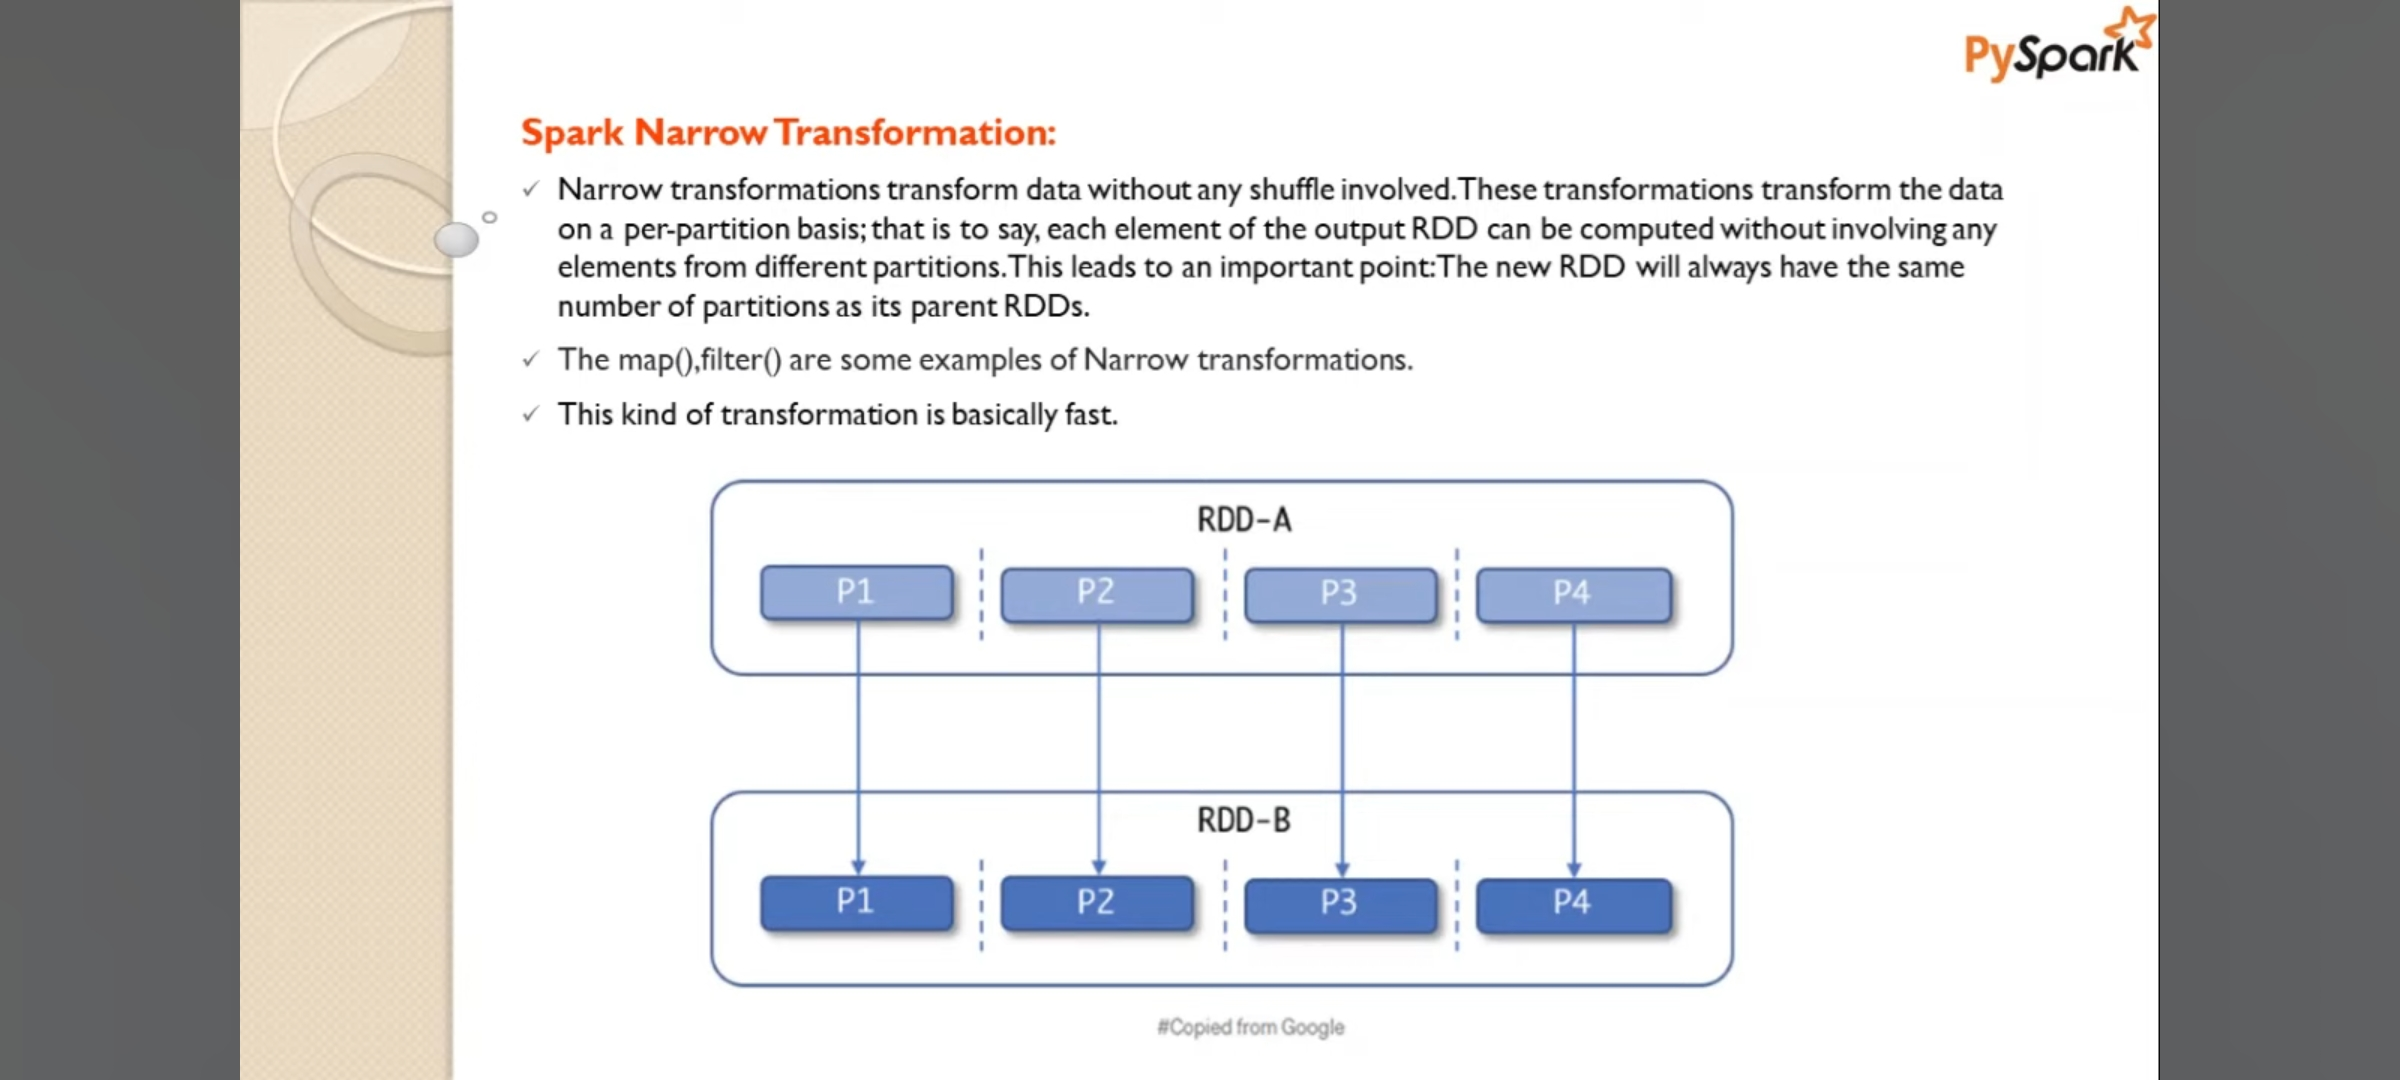 PySpark
Spark Narrow Transformation:
✓ Narrow transformations transform data without any shuffle involved.These transformations transform the data
on a per-partition basis; that is to say, each element of the output RDD can be computed without involving any
elements from different partitions.This leads to an important point:The new RDD will always have the same
number of partitions as its parent RDDs.
✓ The map(),filter() are some examples of Narrow transformations.
✓ This kind of transformation is basically fast.
RDD-A
P1 P2 P3 P4
RDD-B
P1 P2 P3 P4
#Copied from Google